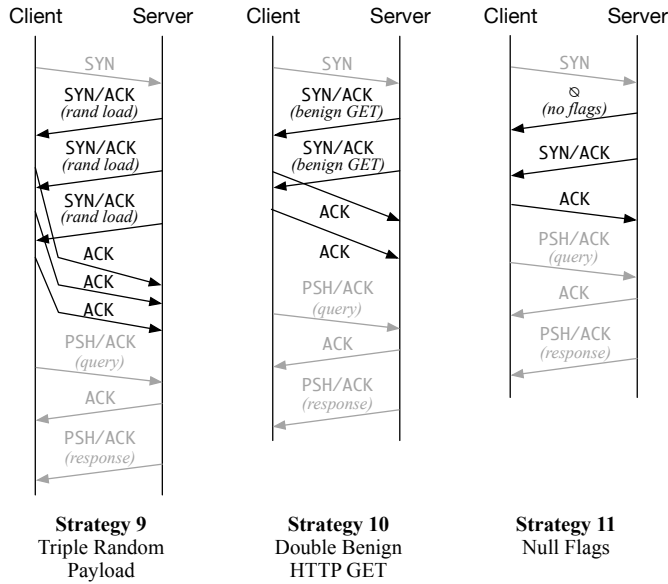 Client Server
SYN
SYN/ACK
(rand load)
SYN/ACK
(rand load)
SYN/ACK
(rand load)
ACK
ACK
ACK
PSH/ACK
(query)
ACK
PSH/ACK
(response)
Strategy 9
Triple Random
Payload
Client Server
SYN
SYN/ACK
(benign GET)
SYN/ACK
(benign GET)
ACK
ACK
PSH/ACK
(query)
ACK
PSH/ACK
(response)
Strategy 10
Double Benign
HTTP GET
Client Server
SYN
∅
(no flags)
SYN/ACK
ACK
PSH/ACK
(query)
ACK
PSH/ACK
(response)
Strategy 11
Null Flags